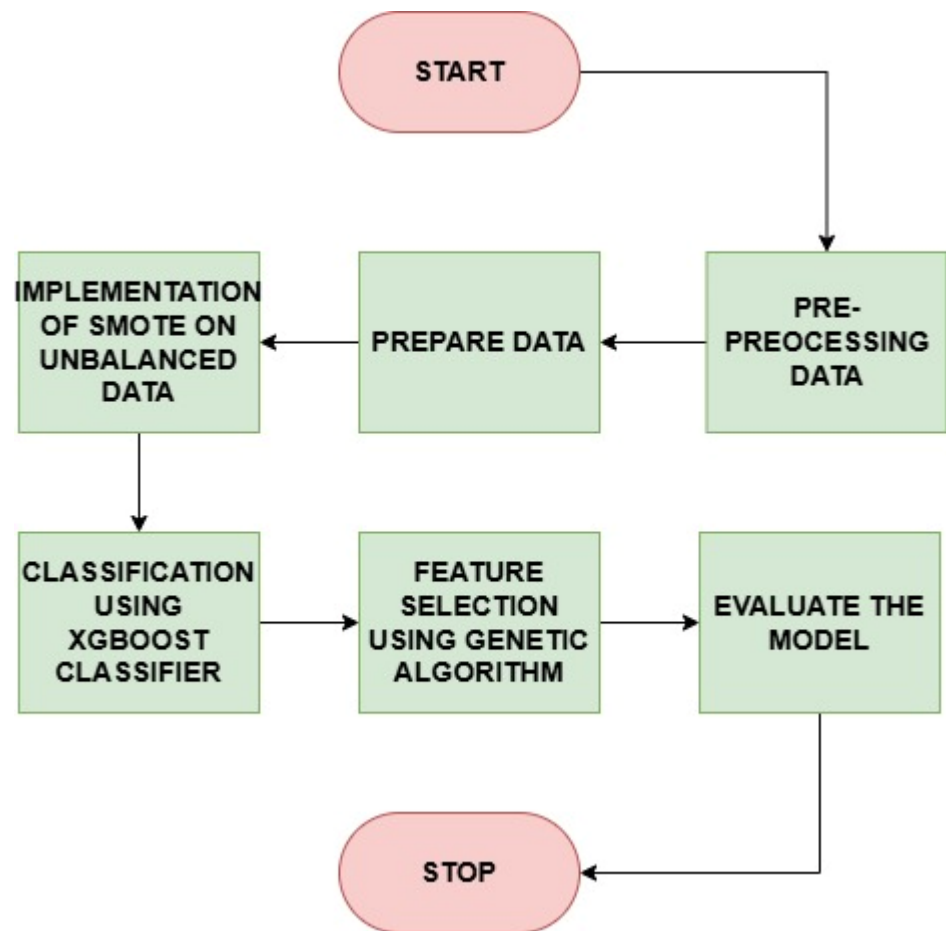 START
PRE-
PREOCESSING
DATA
PREPARE DATA
IMPLEMENTATION
OF SMOTE ON
UNBALANCED
DATA
CLASSIFICATION
USING
XGBOOST
CLASSIFIER
FEATURE
SELECTION
USING GENETIC
ALGORITHM
EVALUATE THE
MODEL
STOP